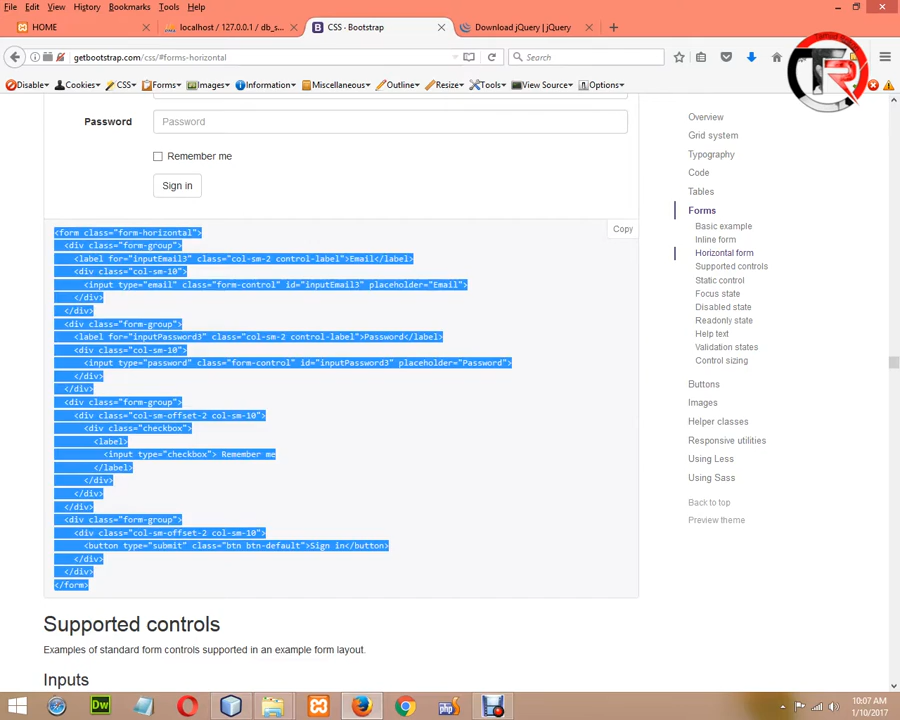 File Edit View History Bookmarks Tools Help
HOME
localhost / 127.0.0.1 / db_s...
CSS - Bootstrap
Download jQuery | jQuery
getbootstrap.com/css/#forms-horizontal
Search
Disable Cookies CSS Forms Images Information Miscellaneous Outline Resize Tools View Source Options
Password
Password
Remember me
Sign in
Copy
<form class="form-horizontal">
<div class="form-group">
<label for="inputEmail3" class="col-sm-2 control-label">Email</label>
<div class="col-sm-10">
<input type="email" class="form-control" id="inputEmail3" placeholder="Email">
</div>
</div>
<div class="form-group">
<label for="inputPassword3" class="col-sm-2 control-label">Password</label>
<div class="col-sm-10">
<input type="password" class="form-control" id="inputPassword3" placeholder="Password">
</div>
</div>
<div class="form-group">
<div class="col-sm-offset-2 col-sm-10">
<div class="checkbox">
<label>
<input type="checkbox"> Remember me
</label>
</div>
</div>
</div>
<div class="form-group">
<div class="col-sm-offset-2 col-sm-10">
<button type="submit" class="btn btn-default">Sign in</button>
</div>
</div>
</form>
Supported controls
Examples of standard form controls supported in an example form layout.
Inputs
Overview
Grid system
Typography
Code
Tables
Forms
Basic example
Inline form
Horizontal form
Supported controls
Static control
Focus state
Disabled state
Readonly state
Help text
Validation states
Control sizing
Buttons
Images
Helper classes
Responsive utilities
Using Less
Using Sass
Back to top
Preview theme
Dw
php
10:07 AM
1/10/2017